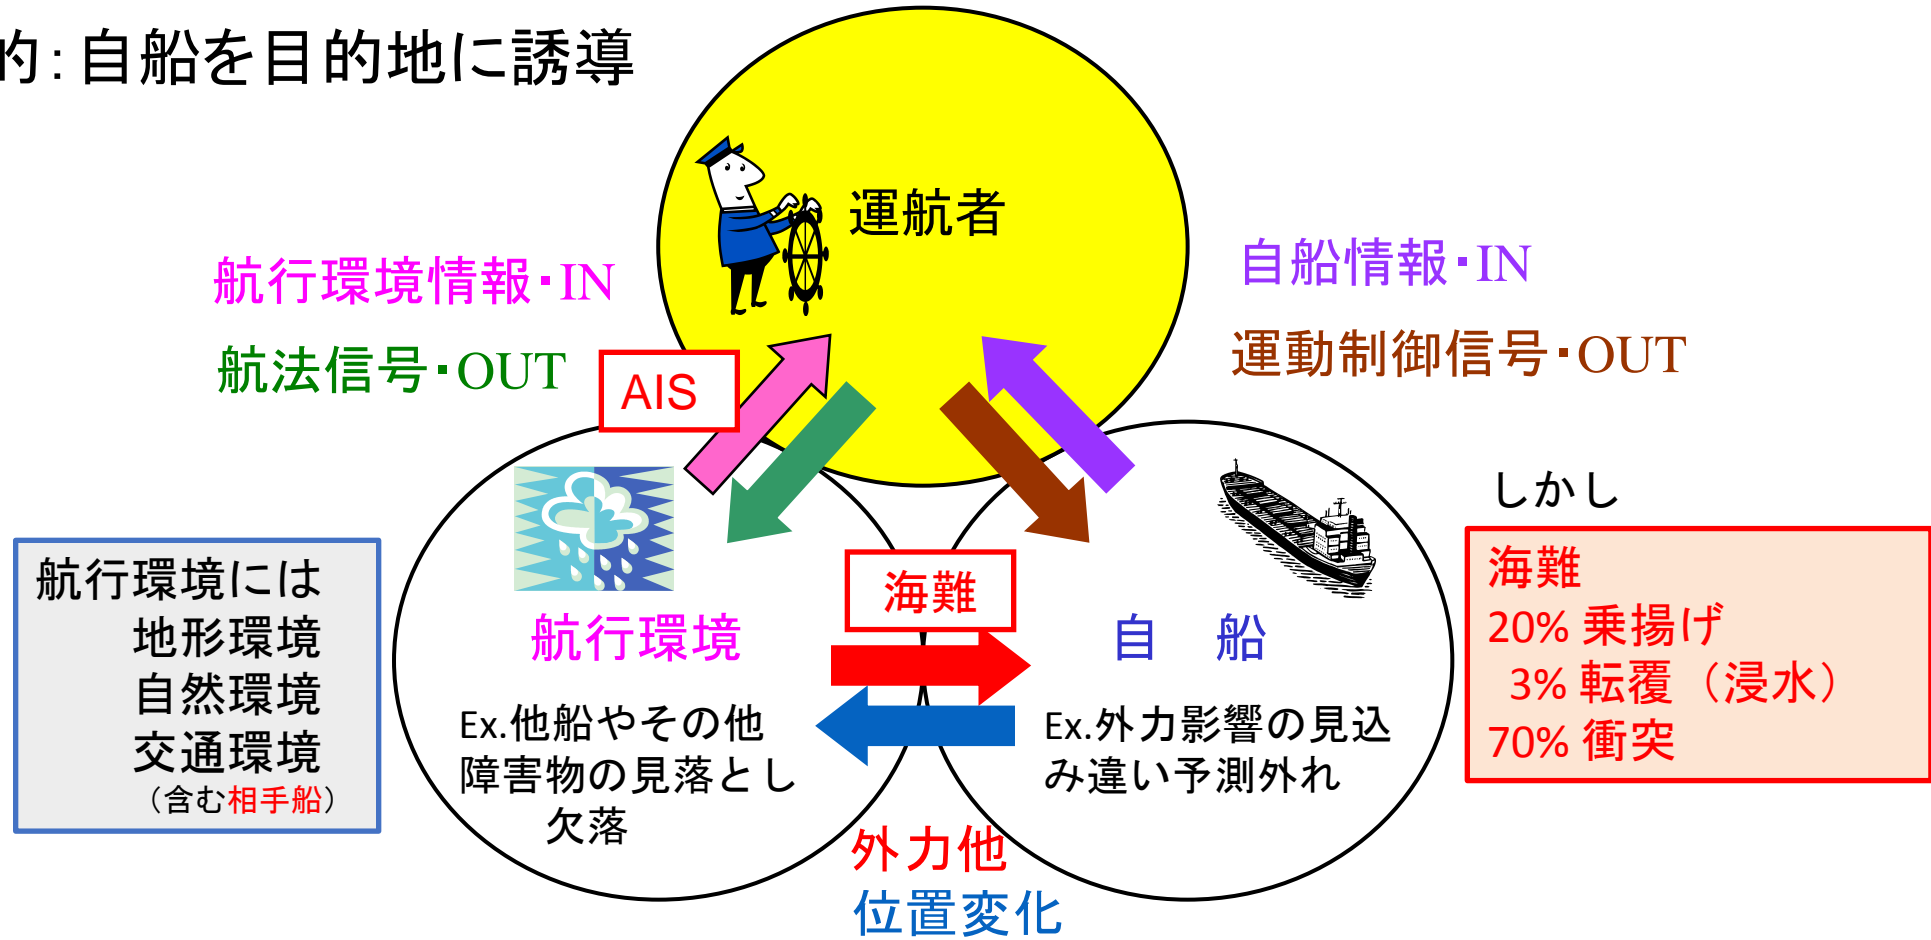 的：自船を目的地に誘導
運航者
航行環境情報・IN
航法信号・OUT
自船情報・IN
運動制御信号・OUT
AIS
しかし
海難
航行環境には
地形環境
自然環境
交通環境
（含む相手船）
航行環境
Ex.他船やその他
障害物の見落とし
欠落
自　船
Ex.外力影響の見込
み違い予測外れ
海難
20% 乗揚げ
3% 転覆（浸水）
70% 衝突
外力他
位置変化